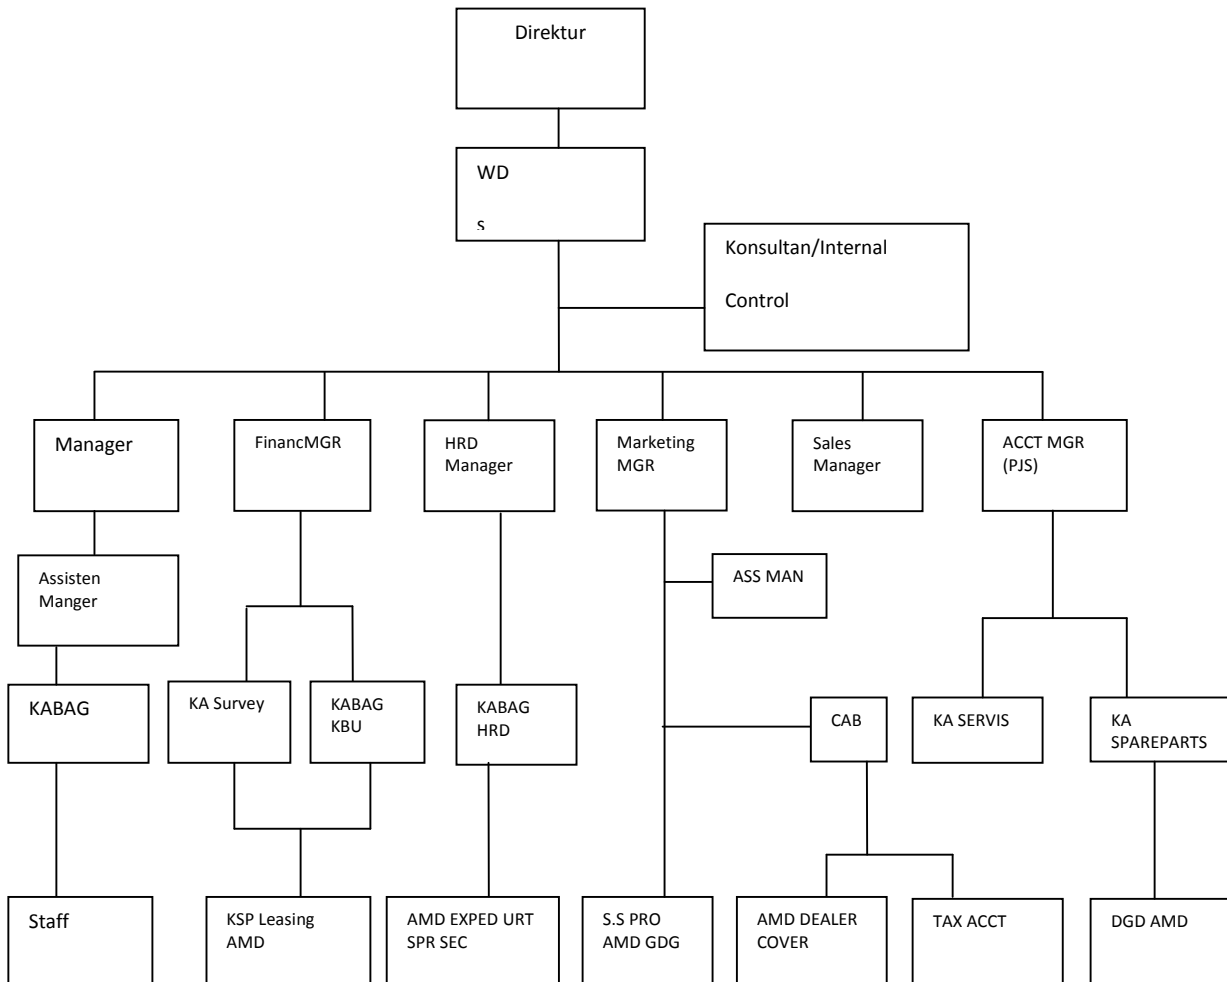 Direktur
WD
s
Konsultan/Internal
Control
Manager
FinancMGR
HRD
Manager
Marketing
MGR
Sales
Manager
ACCT MGR
(PJS)
Assisten
Manger
ASS MAN
KABAG
KA Survey
KABAG
KBU
KABAG
HRD
CAB
KA SERVIS
KA
SPAREPARTS
Staff
KSP Leasing
AMD
AMD EXPED URT
SPR SEC
S.S PRO
AMD GDG
AMD DEALER
COVER
TAX ACCT
DGD AMD